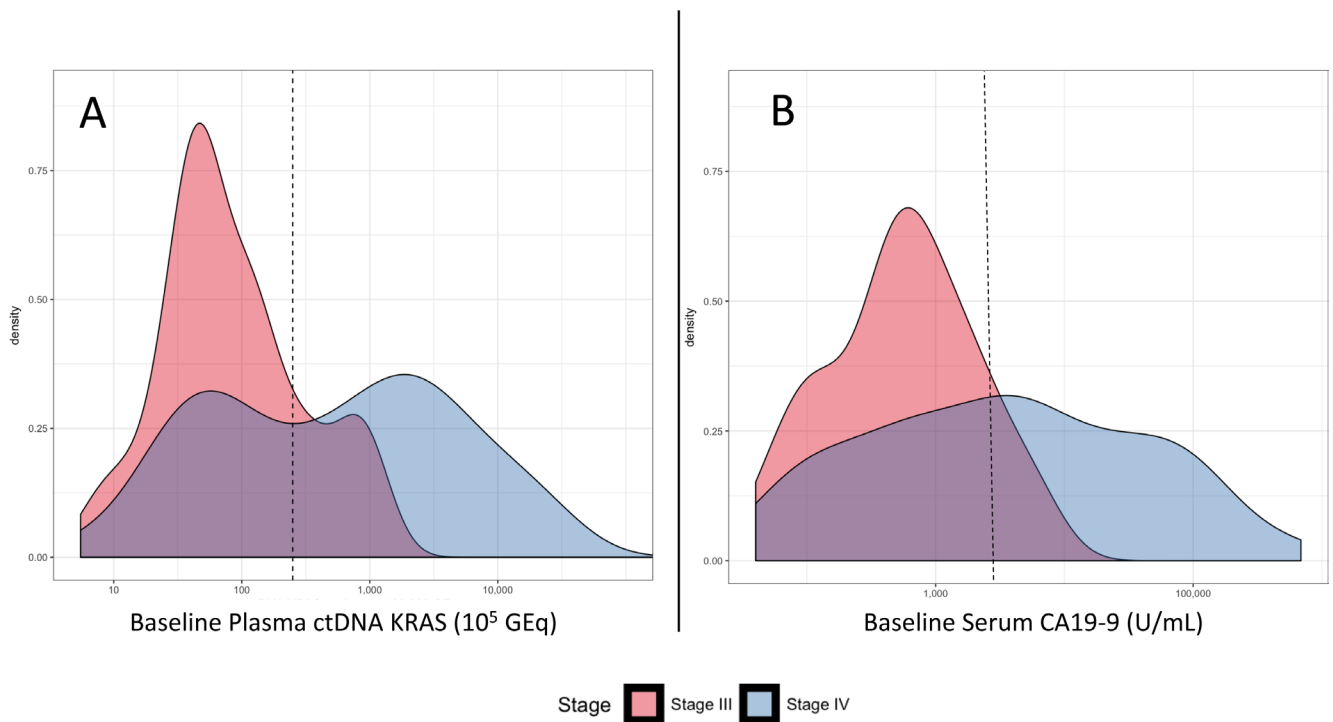 A
B
density
0.75
0.50
0.25
0.00
10
100
1,000
10,000
Baseline Plasma ctDNA KRAS (10⁵ GEq)
density
0.75
0.50
0.25
0.00
1,000
100,000
Baseline Serum CA19-9 (U/mL)
Stage Stage III Stage IV